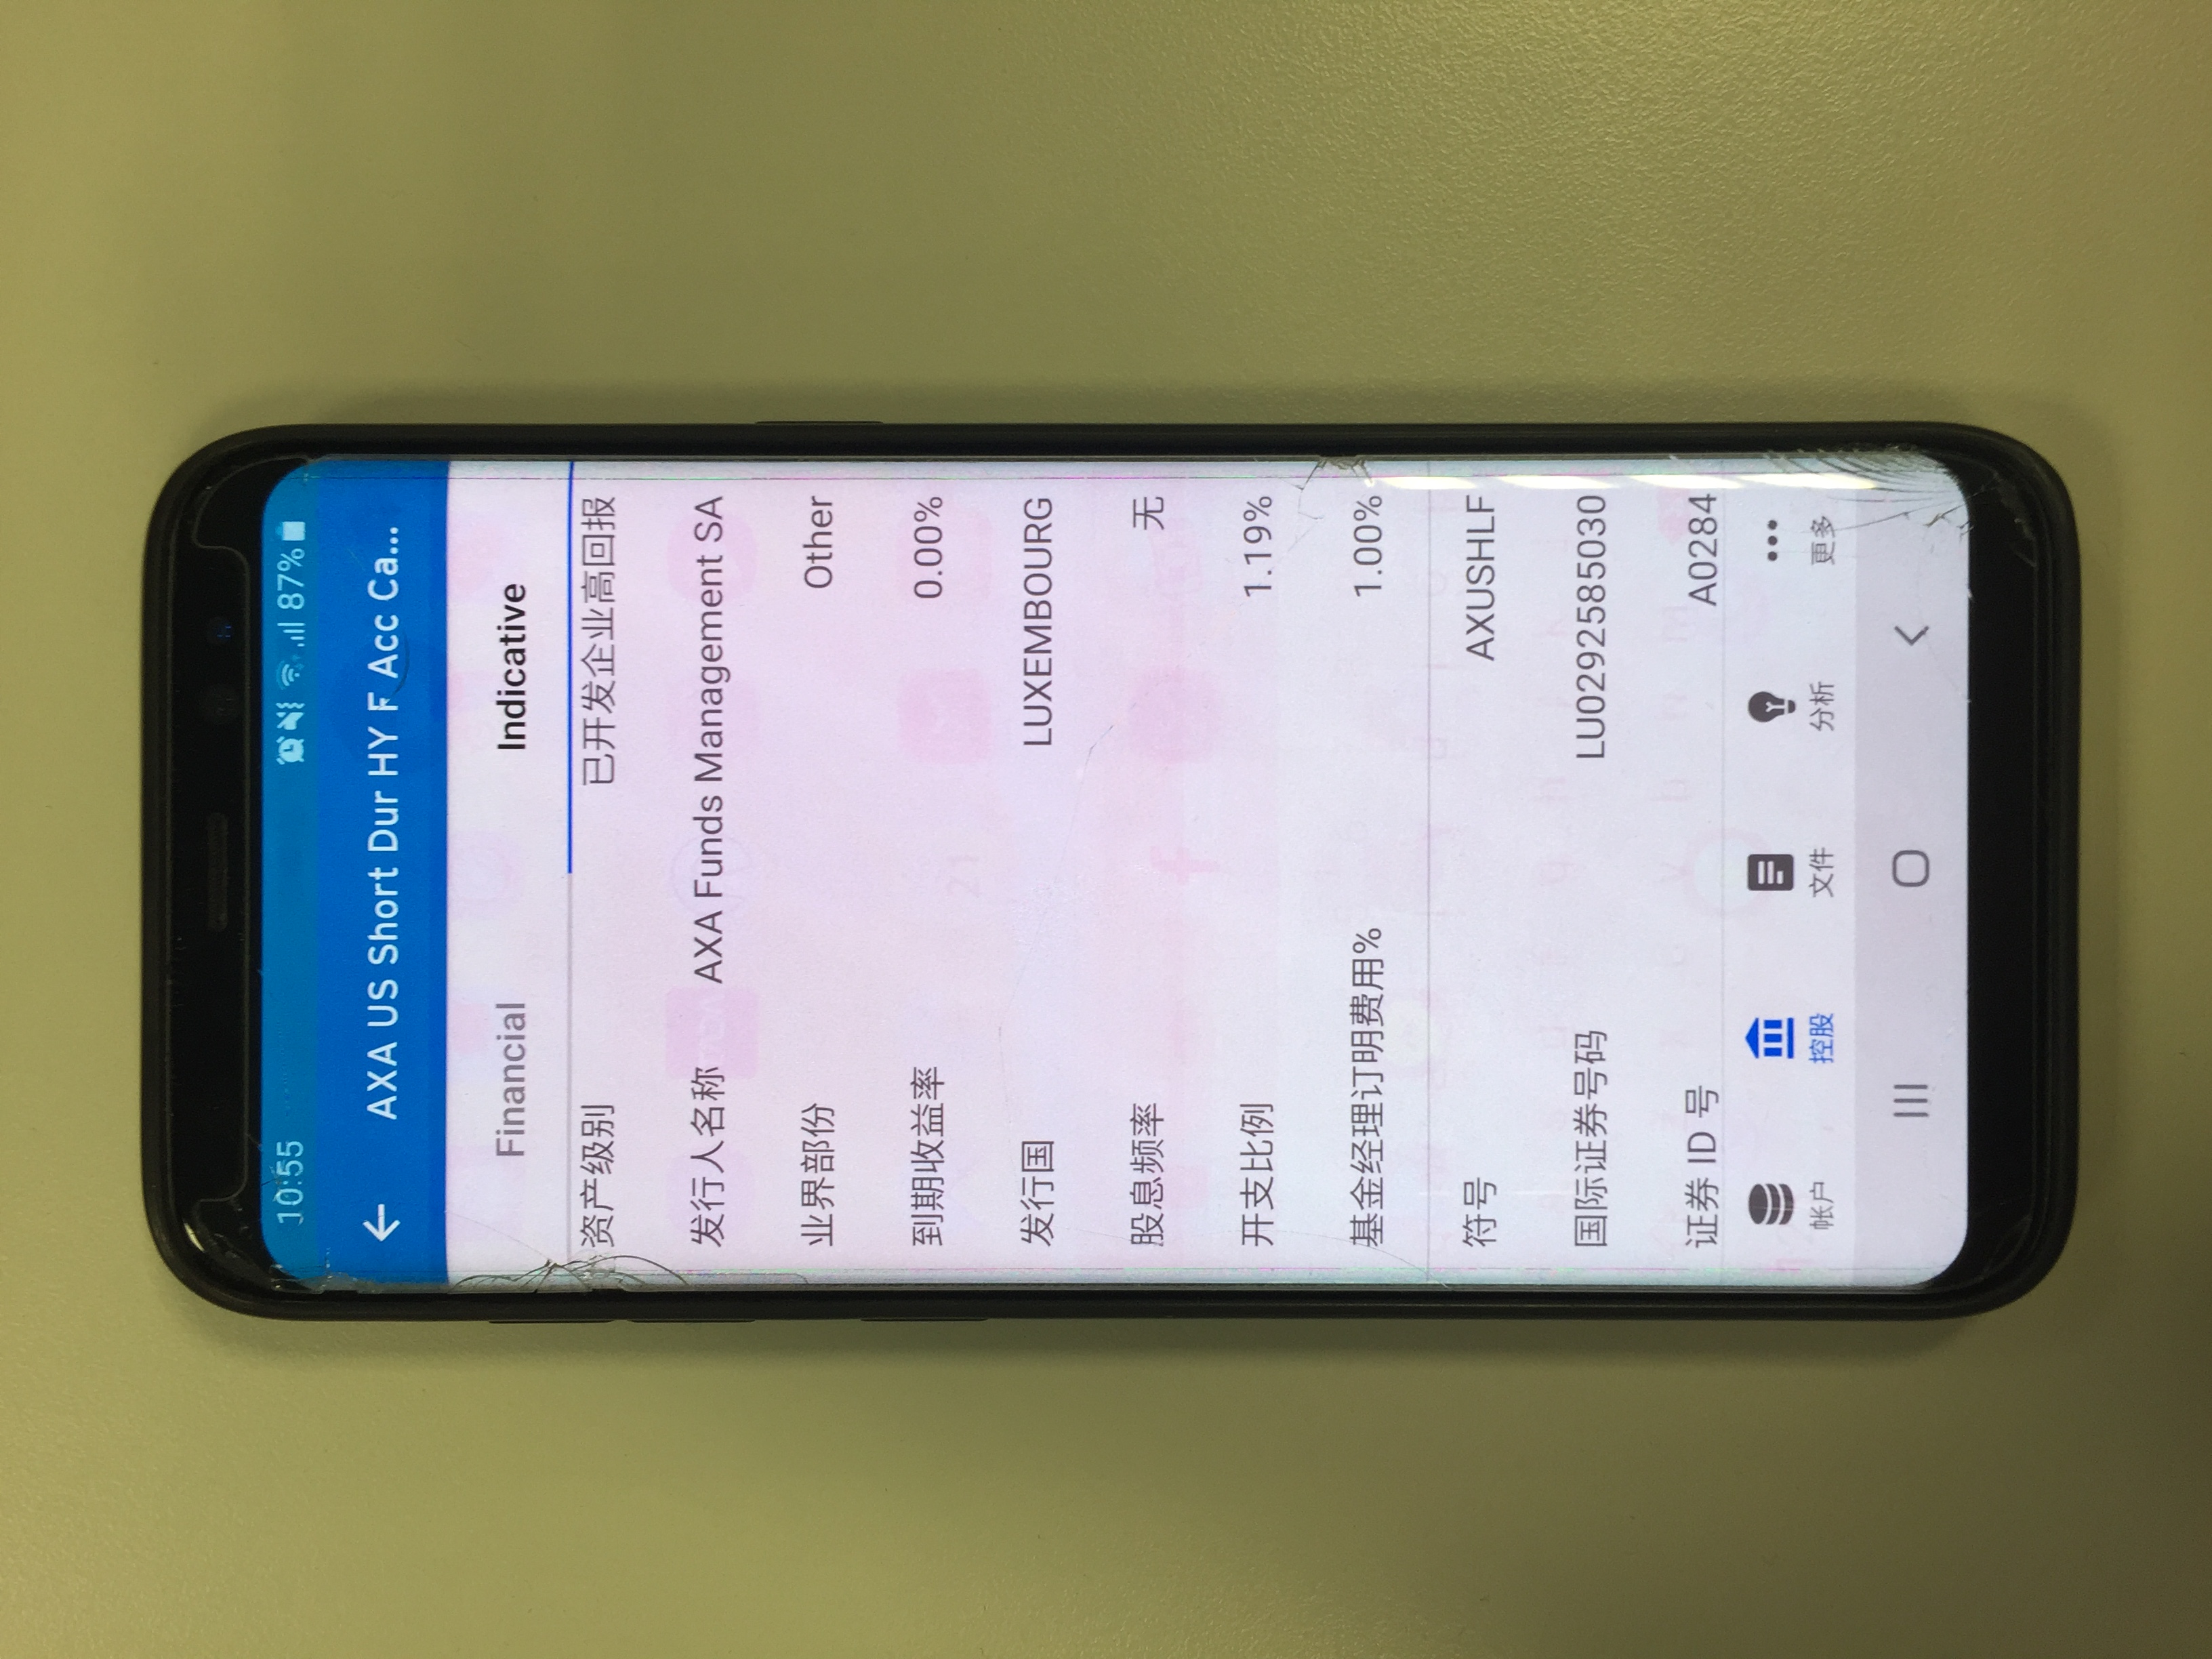 10:55 87%
AXA US Short Dur HY F Acc Ca...
Financial Indicative
资产级别 已开发企业高回报
发行人名称 AXA Funds Management SA
业界部份 Other
到期收益率 0.00%
发行国 LUXEMBOURG
股息频率 无
开支比例 1.19%
基金经理订明费用% 1.00%
符号 AXUSHLF
国际证券号码 LU0292585030
证券 ID 号 A0284
帐户 控股 文件 分析 更多